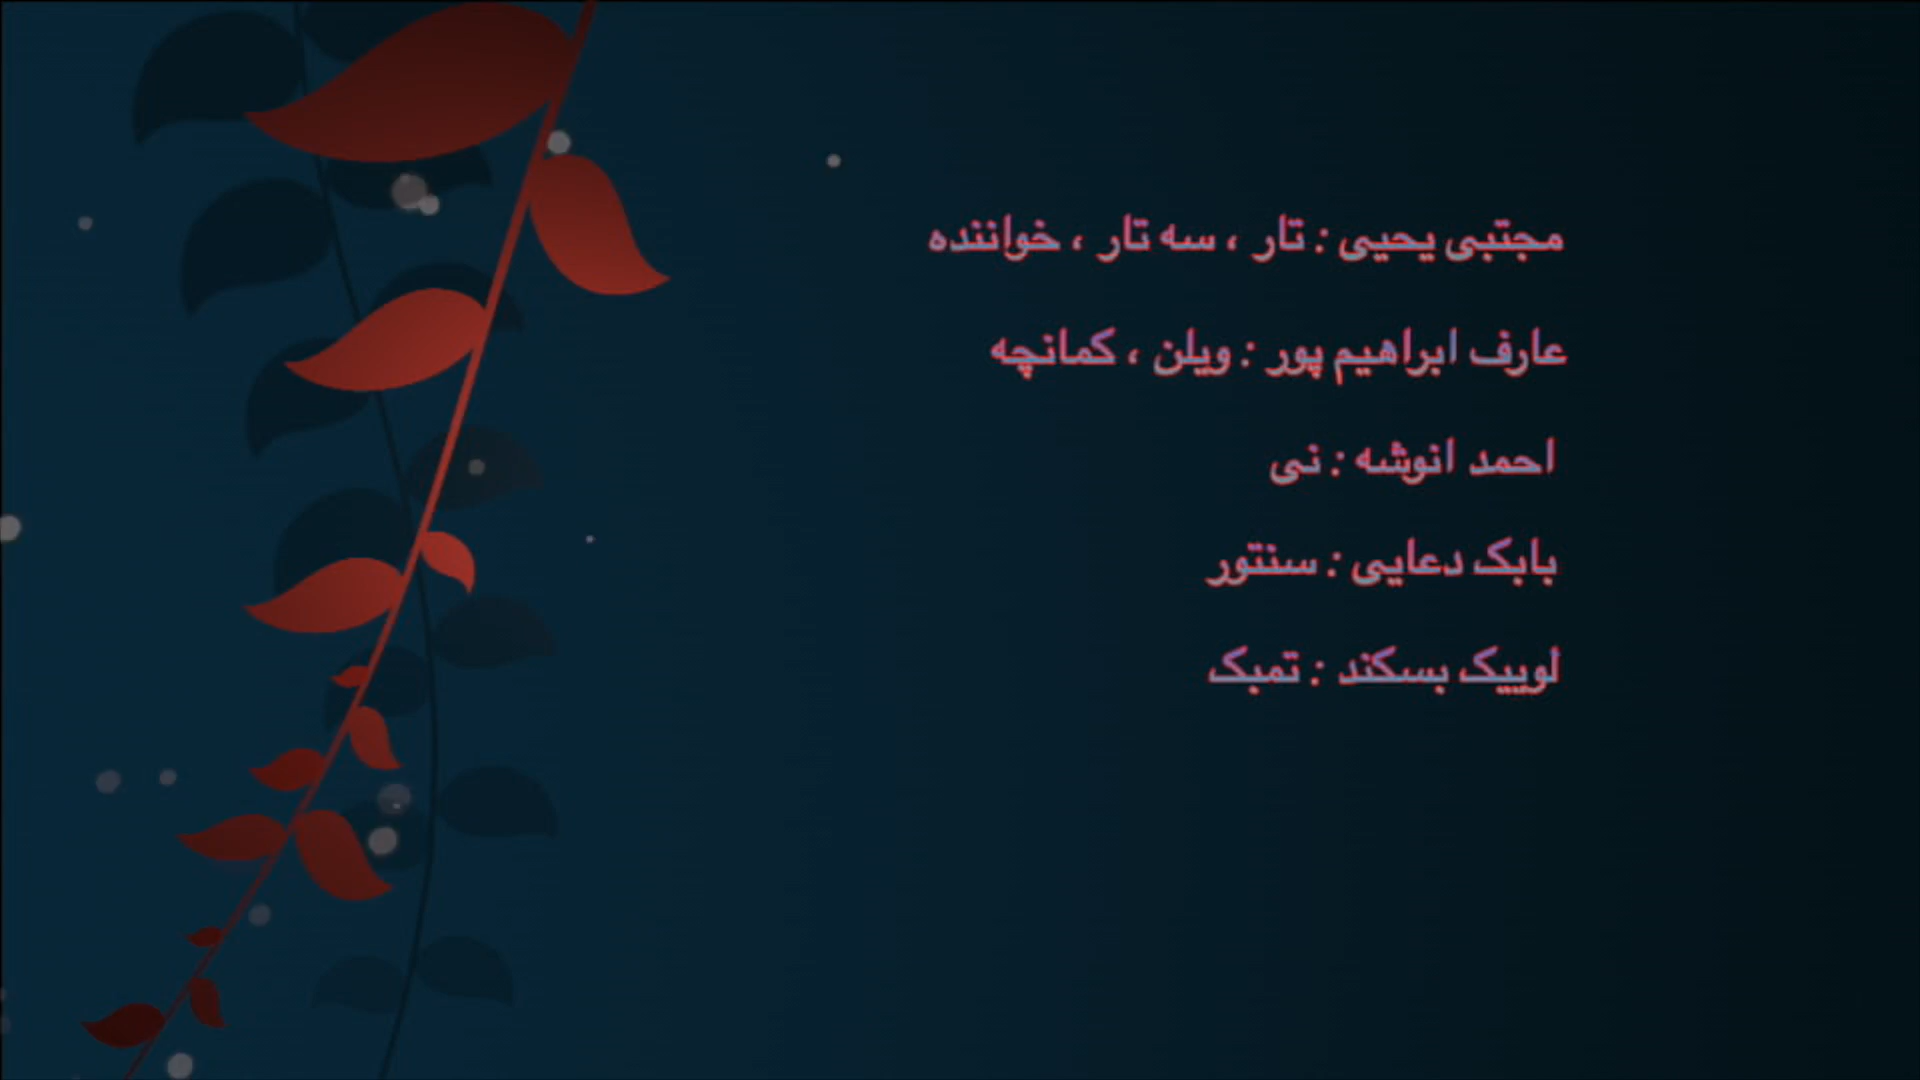 مجتبی یحیی : تار ، سه تار ، خواننده
عارف ابراهیم پور : ویلن ، کمانچه
احمد انوشه : نی
بابک دعایی : سنتور
لوییک بسکند : تمبک